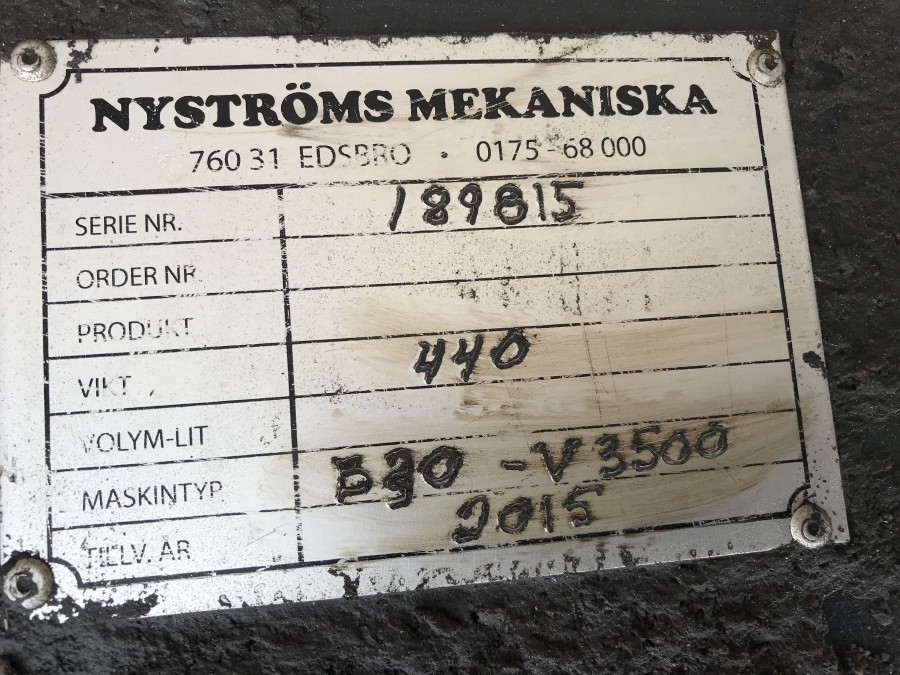 NYSTRÖMS MEKANISKA
760 31 EDSBRO • 0175-68 000
SERIE NR. 189815
ORDER NR.
PRODUKT
VIKT 440
VOLYM-LIT
MASKINTYP B30 - V3500
TILLV. ÅR 2015